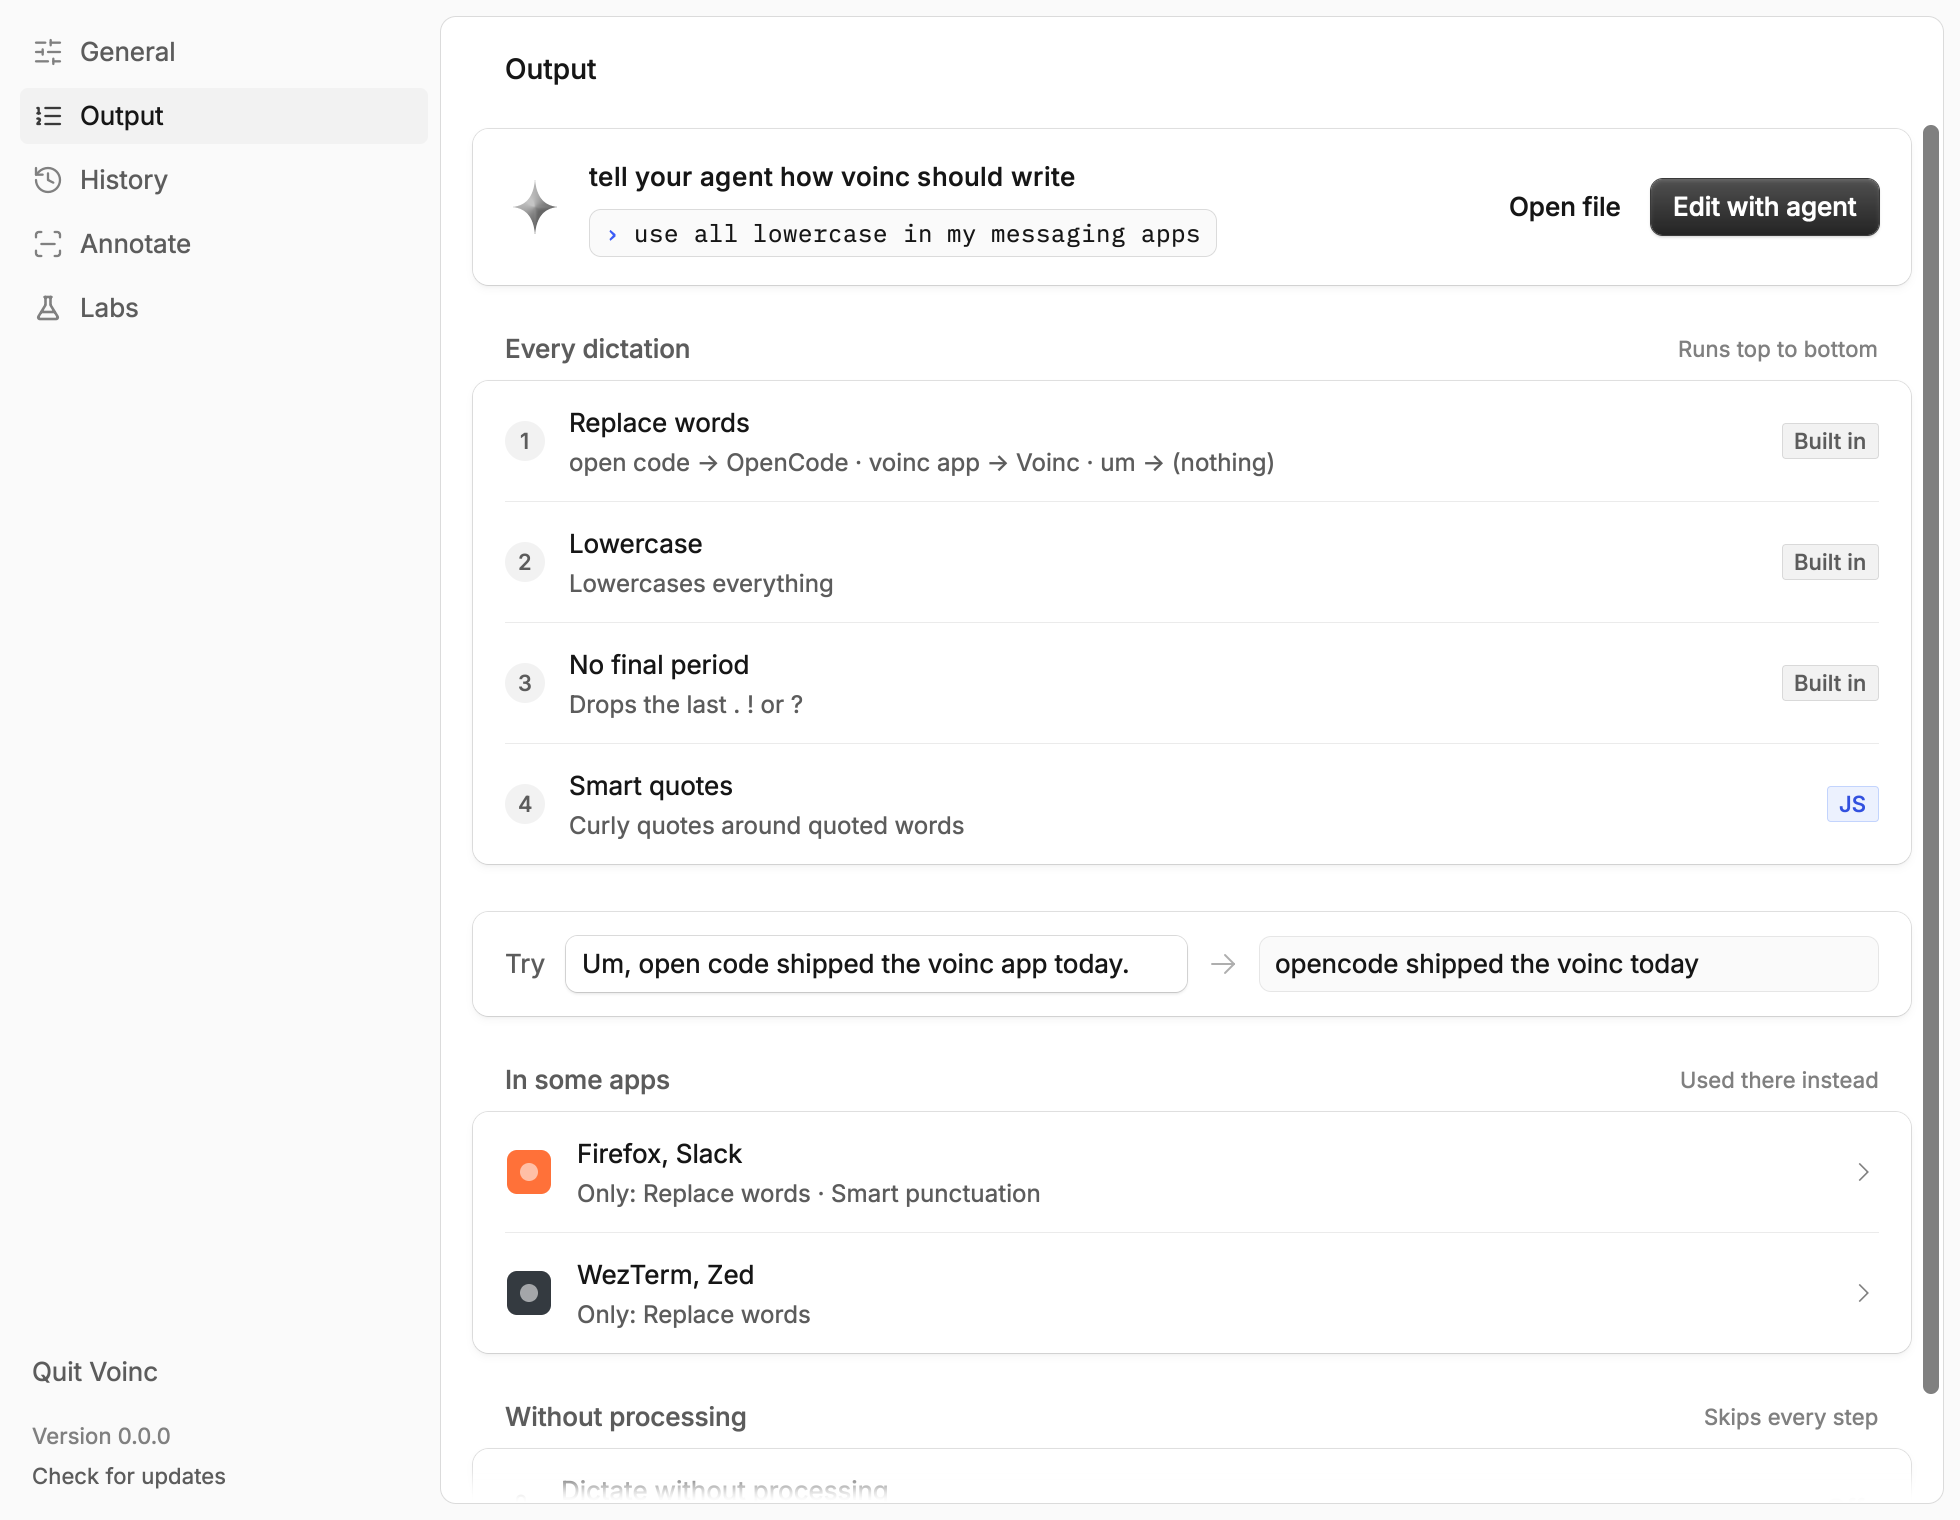 General
Output
History
Annotate
Labs
Quit Voinc
Version 0.0.0
Check for updates
Output
tell your agent how voinc should write
› use all lowercase in my messaging apps
Open file
Edit with agent
Every dictation
Runs top to bottom
1
Replace words
open code → OpenCode · voinc app → Voinc · um → (nothing)
Built in
2
Lowercase
Lowercases everything
Built in
3
No final period
Drops the last . ! or ?
Built in
4
Smart quotes
Curly quotes around quoted words
JS
Try
Um, open code shipped the voinc app today.
→
opencode shipped the voinc today
In some apps
Used there instead
Firefox, Slack
Only: Replace words · Smart punctuation
WezTerm, Zed
Only: Replace words
Without processing
Skips every step
Dictate without processing